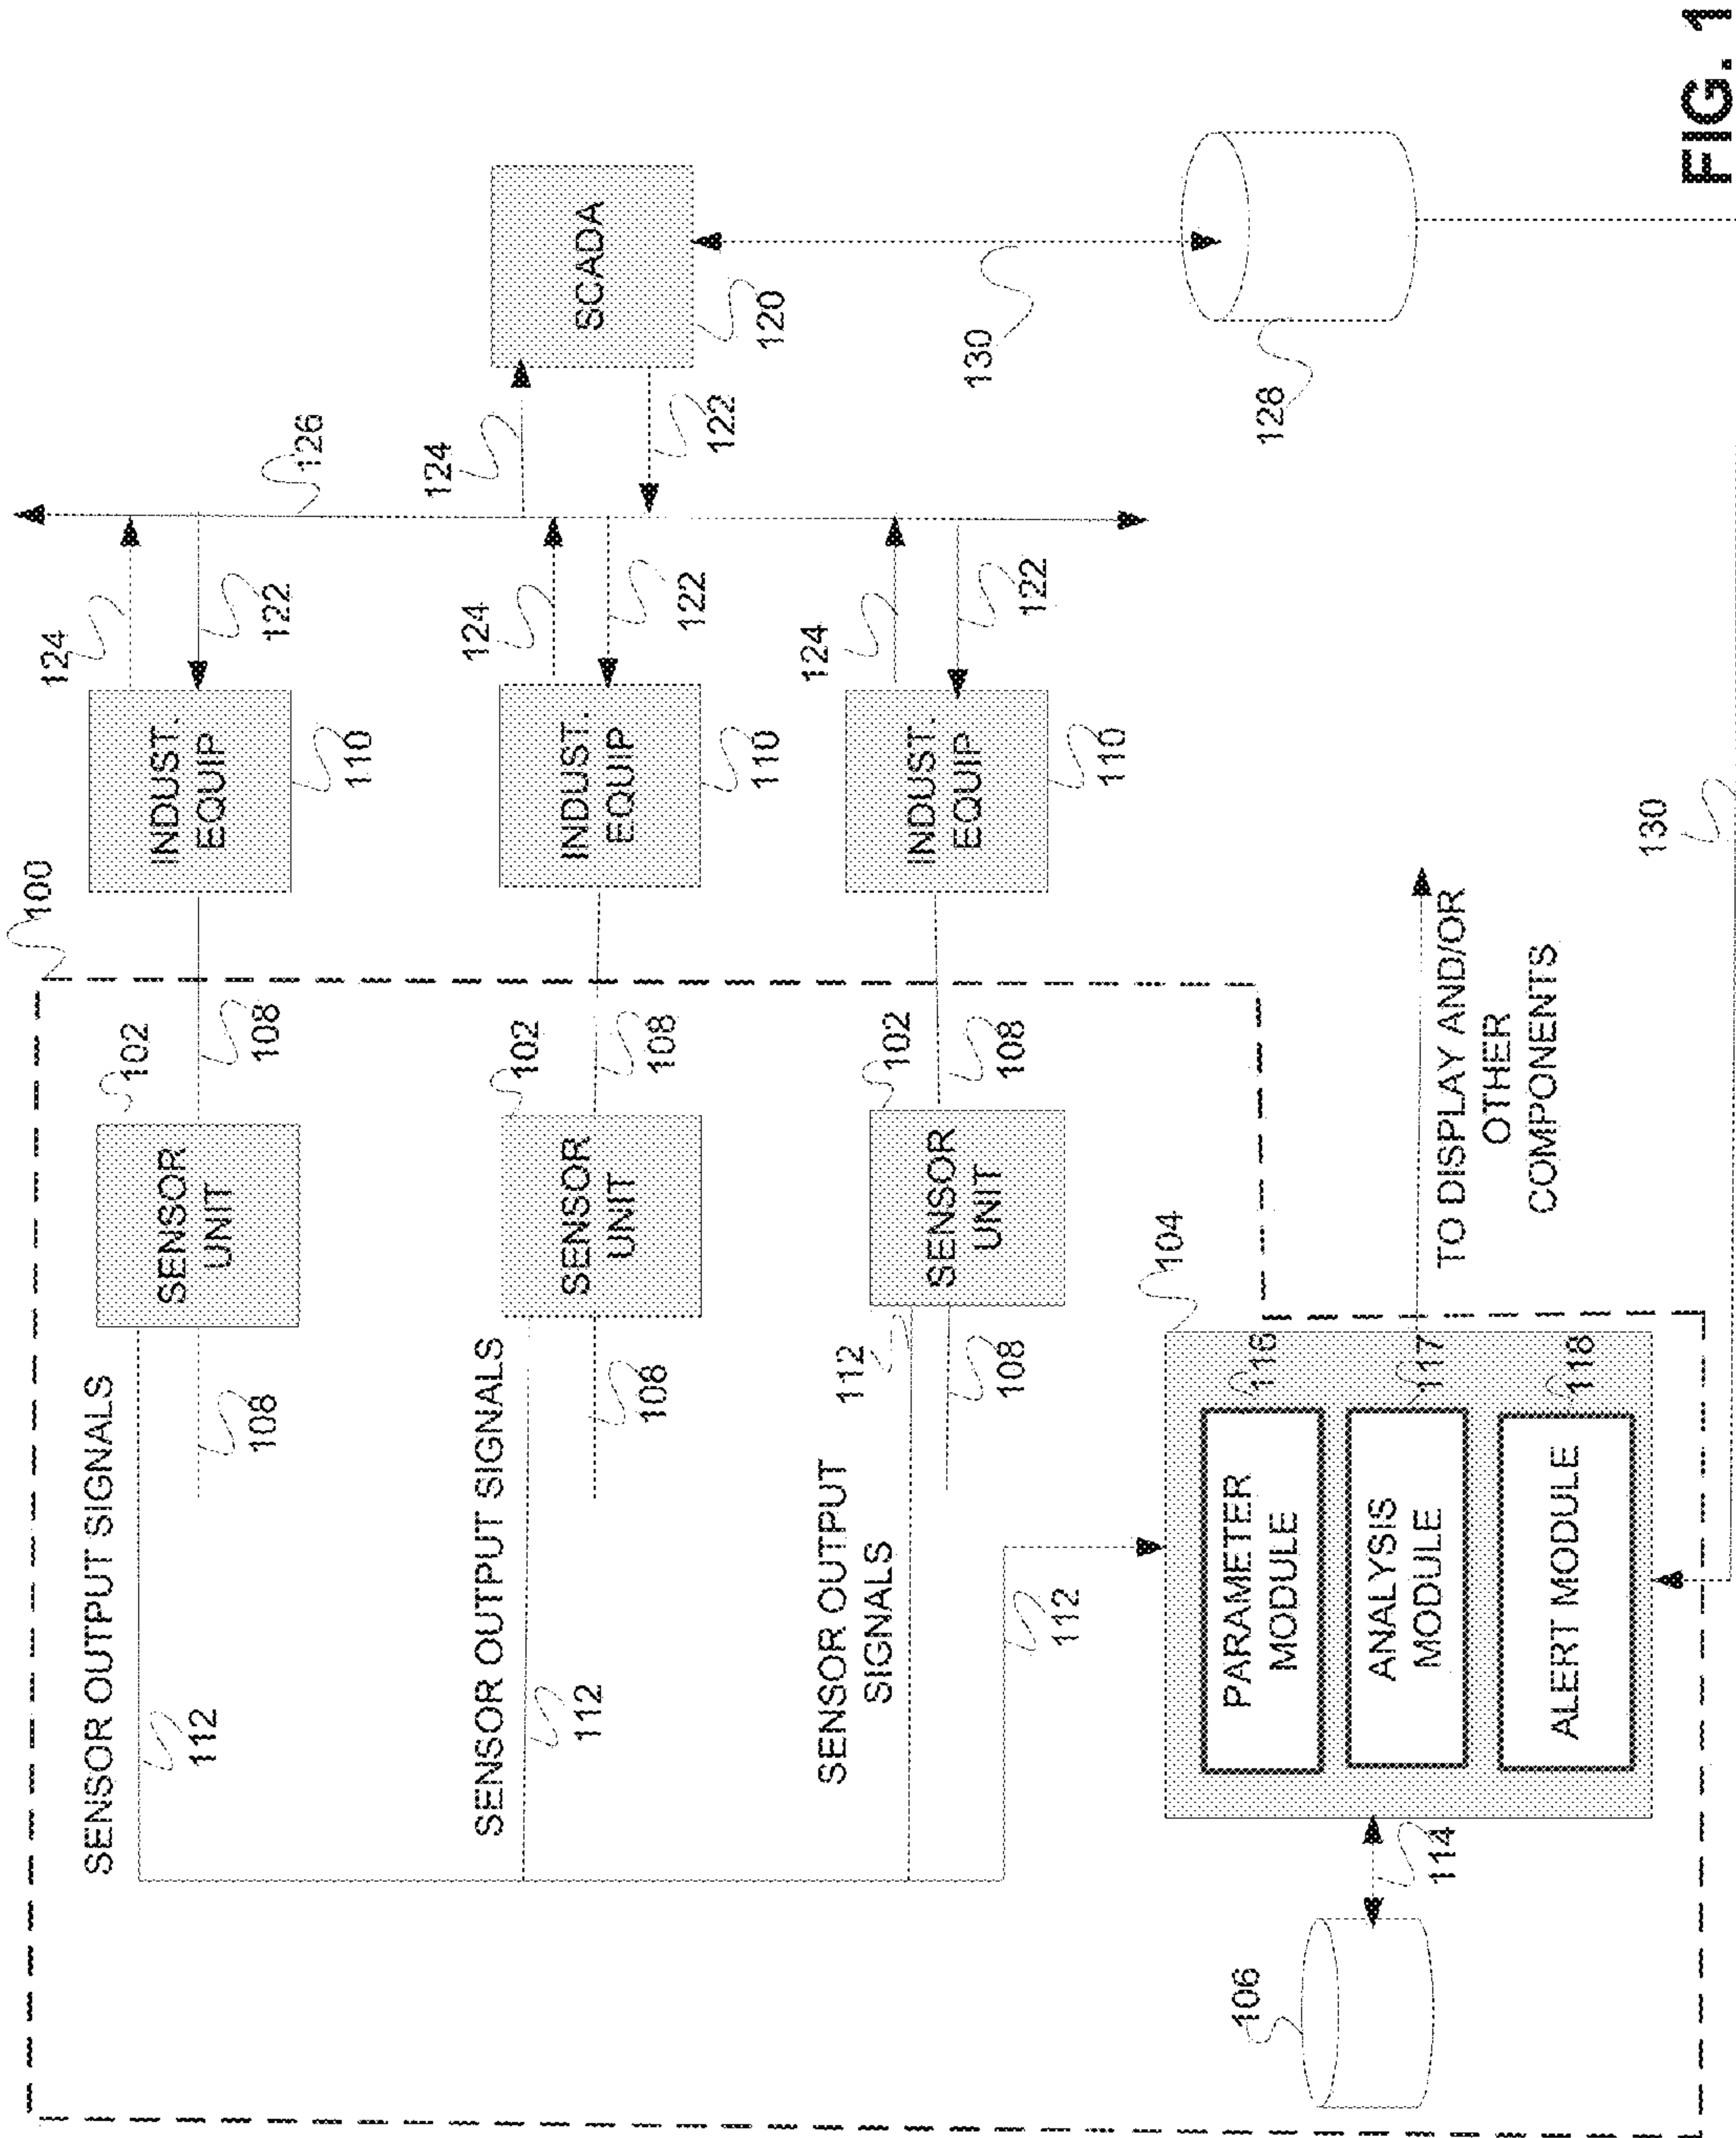 100
SENSOR OUTPUT SIGNALS
112
108
SENSOR
UNIT
102
108
INDUST.
EQUIP
110
124
122
126
SENSOR OUTPUT SIGNALS
112
108
SENSOR
UNIT
102
108
INDUST.
EQUIP
110
124
122
124
122
SCADA
120
SENSOR OUTPUT
SIGNALS
112
112
108
SENSOR
UNIT
102
108
INDUST.
EQUIP
110
124
122
130
112
104
106
114
PARAMETER
MODULE
116
ANALYSIS
MODULE
117
ALERT MODULE
118
TO DISPLAY AND/OR
OTHER
COMPONENTS
128
130
FIG. 1